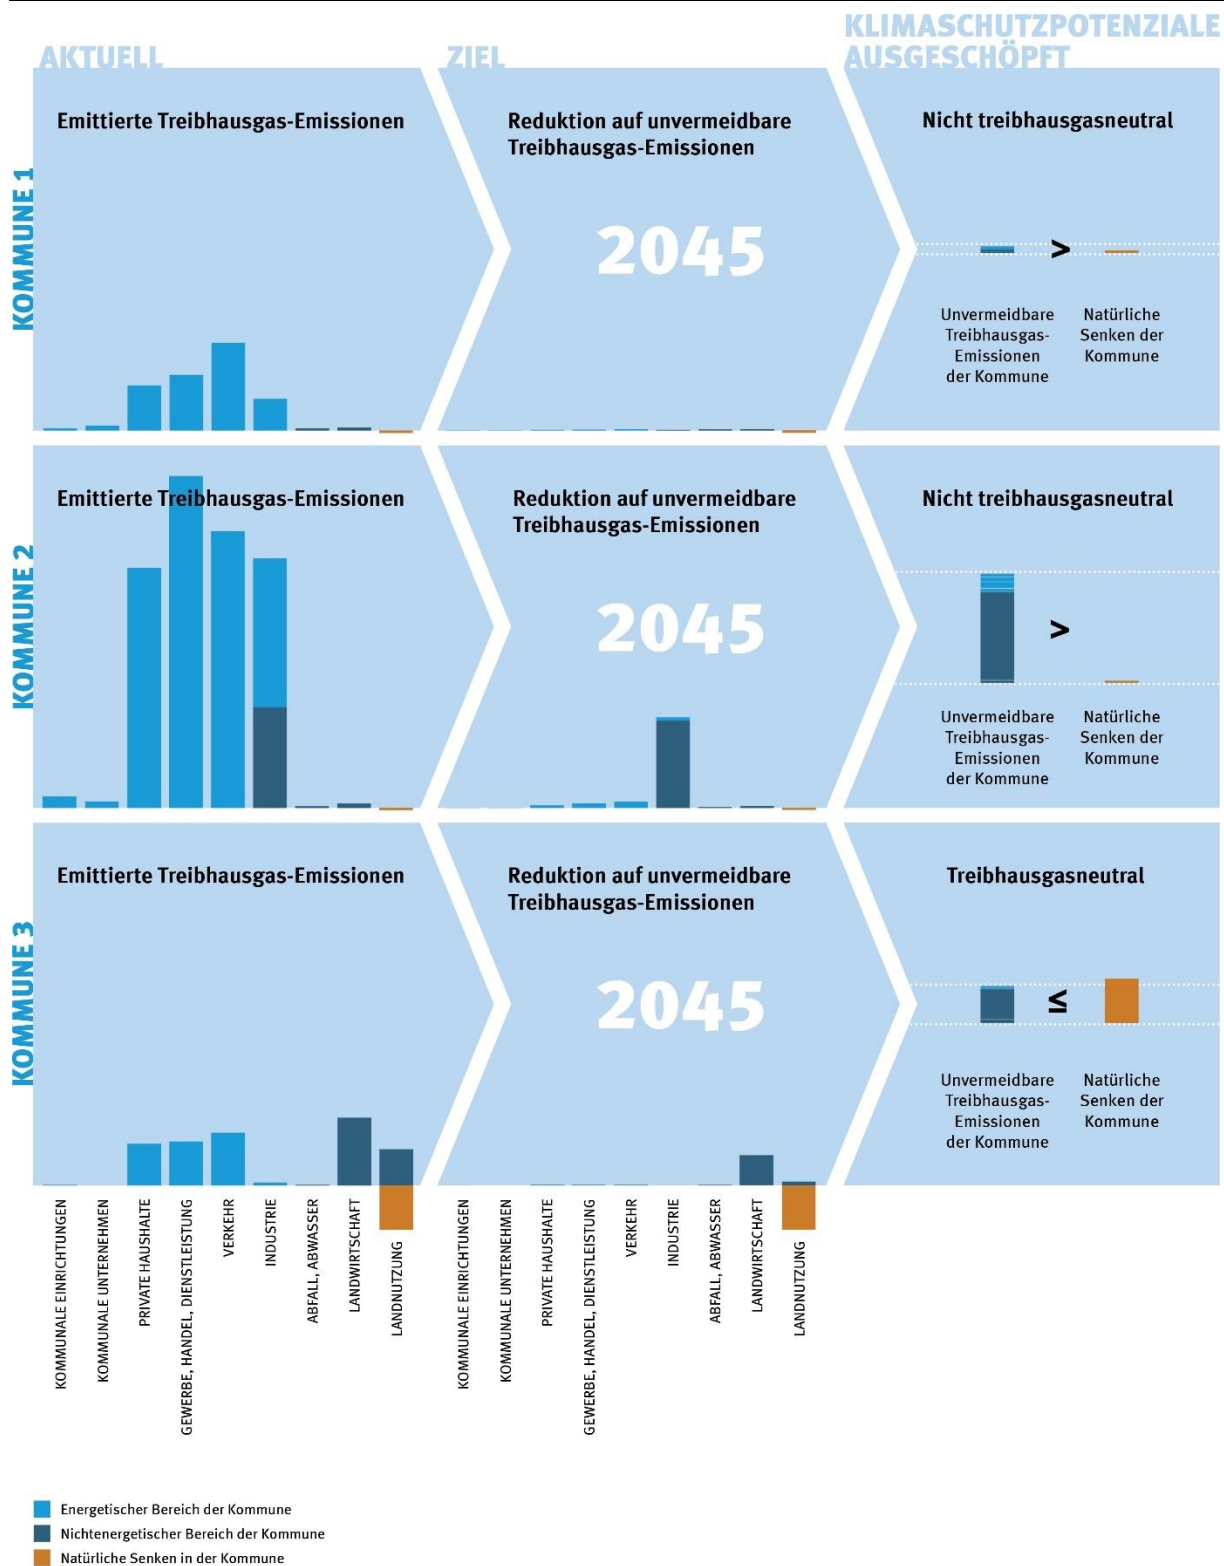 AKTUELL
ZIEL
KLIMASCHUTZPOTENZIALE
AUSGESCHÖPFT
KOMMUNE 1
Emittierte Treibhausgas-Emissionen
Reduktion auf unvermeidbare
Treibhausgas-Emissionen
2045
Nicht treibhausgasneutral
>
Unvermeidbare
Treibhausgas-
Emissionen
der Kommune
Natürliche
Senken der
Kommune
KOMMUNE 2
Emittierte Treibhausgas-Emissionen
Reduktion auf unvermeidbare
Treibhausgas-Emissionen
2045
Nicht treibhausgasneutral
>
Unvermeidbare
Treibhausgas-
Emissionen
der Kommune
Natürliche
Senken der
Kommune
KOMMUNE 3
Emittierte Treibhausgas-Emissionen
Reduktion auf unvermeidbare
Treibhausgas-Emissionen
2045
Treibhausgasneutral
≤
Unvermeidbare
Treibhausgas-
Emissionen
der Kommune
Natürliche
Senken der
Kommune
KOMMUNALE EINRICHTUNGEN
KOMMUNALE UNTERNEHMEN
PRIVATE HAUSHALTE
GEWERBE, HANDEL, DIENSTLEISTUNG
VERKEHR
INDUSTRIE
ABFALL, ABWASSER
LANDWIRTSCHAFT
LANDNUTZUNG
KOMMUNALE EINRICHTUNGEN
KOMMUNALE UNTERNEHMEN
PRIVATE HAUSHALTE
GEWERBE, HANDEL, DIENSTLEISTUNG
VERKEHR
INDUSTRIE
ABFALL, ABWASSER
LANDWIRTSCHAFT
LANDNUTZUNG
Energetischer Bereich der Kommune
Nichtenergetischer Bereich der Kommune
Natürliche Senken in der Kommune